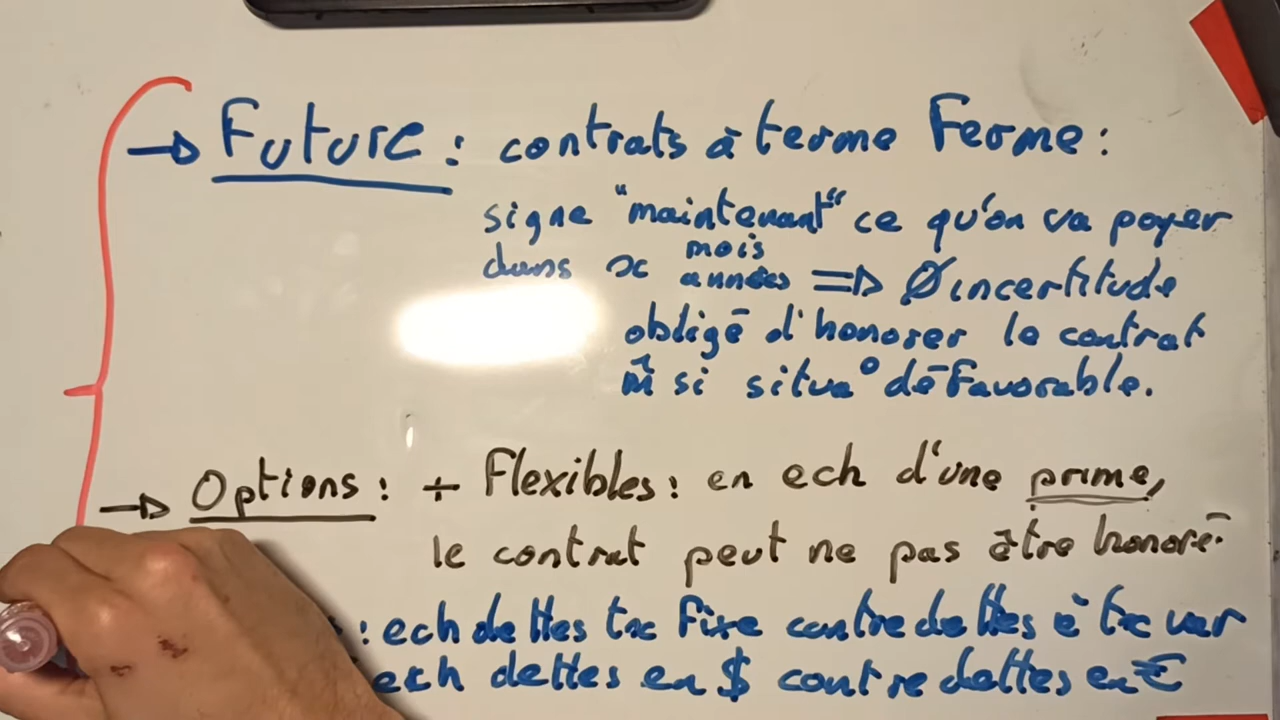 → Future : contrats à terme Ferme :
signe "maintenant" ce qu'on va payer
dans x mois années ⇒ Ø incertitude
obligé d'honorer le contrat
m̂ si situa° défavorable.
→ Options : + Flexibles : en ech d'une prime,
le contrat peut ne pas être honoré.
: ech dettes tx fixe contre dettes à tx var
ech dettes en $ contre dettes en €